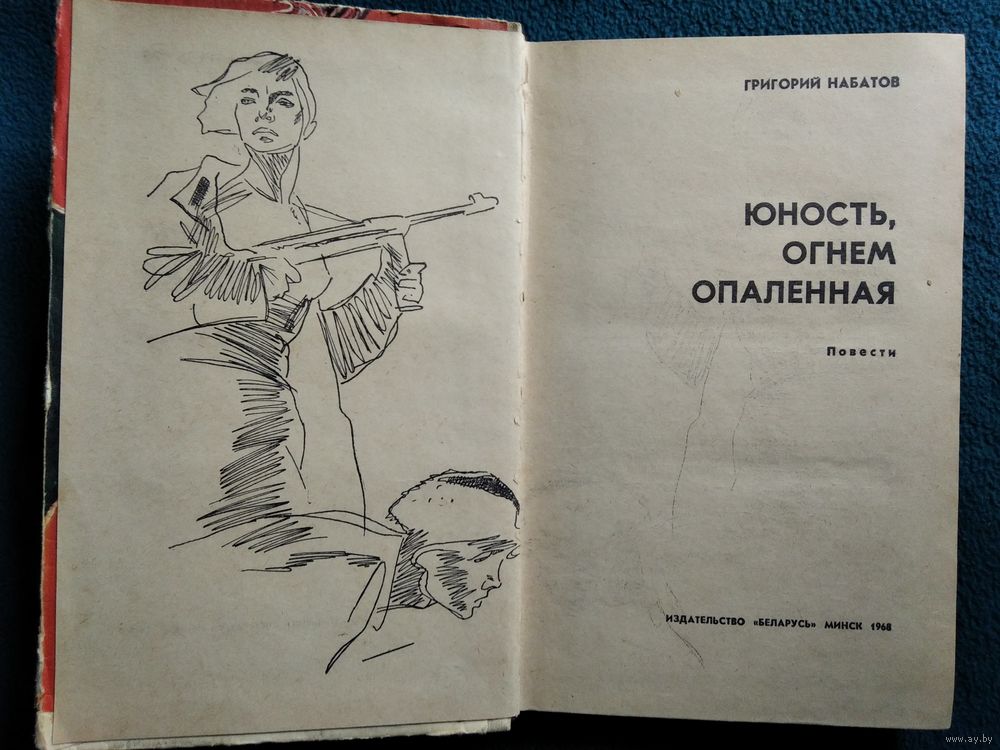 ГРИГОРИЙ НАБАТОВ
ЮНОСТЬ,
ОГНЕМ
ОПАЛЕННАЯ
Повести
ИЗДАТЕЛЬСТВО «БЕЛАРУСЬ» МИНСК 1968
www.ay.by